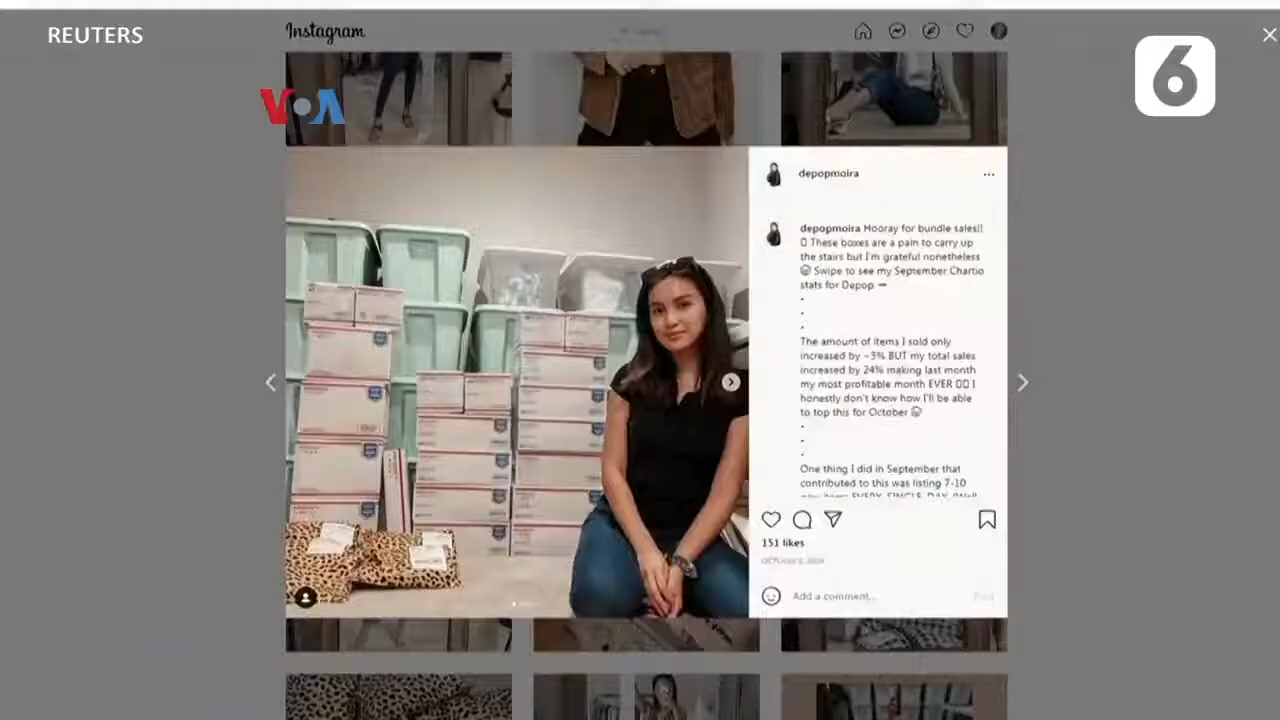 REUTERS
Instagram
6
VOA
depopmoira
depopmoira Hooray for bundle sales!!
These boxes are a pain to carry up
the stairs but I'm grateful nonetheless
Swipe to see my September Chartio
stats for Depop
.
.
.
The amount of items I sold only
increased by ~3% BUT my total sales
increased by 24% making last month
my most profitable month EVER I
honestly don't know how I'll be able
to top this for October
.
.
.
One thing I did in September that
contributed to this was listing 7-10
EVERY SINGLE DAY
151 likes
Add a comment...
Post